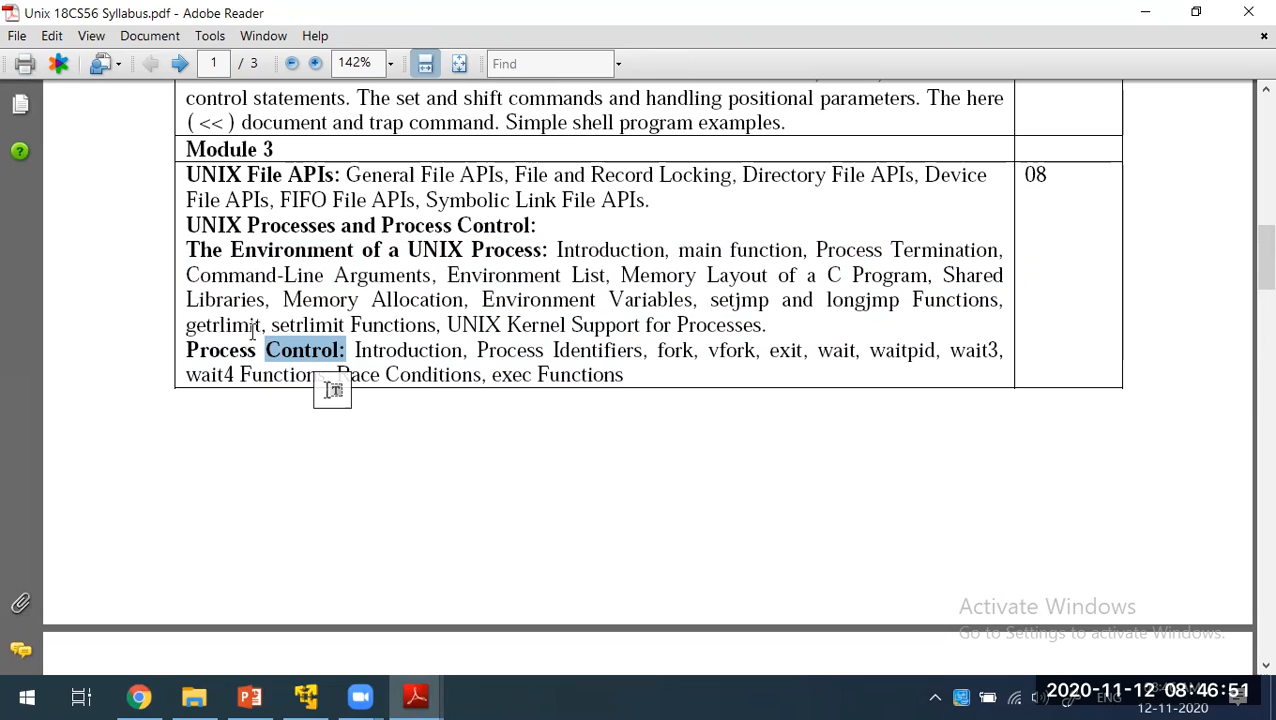 Unix 18CS56 Syllabus.pdf - Adobe Reader
File Edit View Document Tools Window Help
1 / 3 142% Find
control statements. The set and shift commands and handling positional parameters. The here
( << ) document and trap command. Simple shell program examples.
Module 3
UNIX File APIs: General File APIs, File and Record Locking, Directory File APIs, Device 08
File APIs, FIFO File APIs, Symbolic Link File APIs.
UNIX Processes and Process Control:
The Environment of a UNIX Process: Introduction, main function, Process Termination,
Command-Line Arguments, Environment List, Memory Layout of a C Program, Shared
Libraries, Memory Allocation, Environment Variables, setjmp and longjmp Functions,
getrlimit, setrlimit Functions, UNIX Kernel Support for Processes.
Process Control: Introduction, Process Identifiers, fork, vfork, exit, wait, waitpid, wait3,
wait4 Functions, Race Conditions, exec Functions
Activate Windows
Go to Settings to activate Windows.
2020-11-12 08:46:51
ENG
12-11-2020